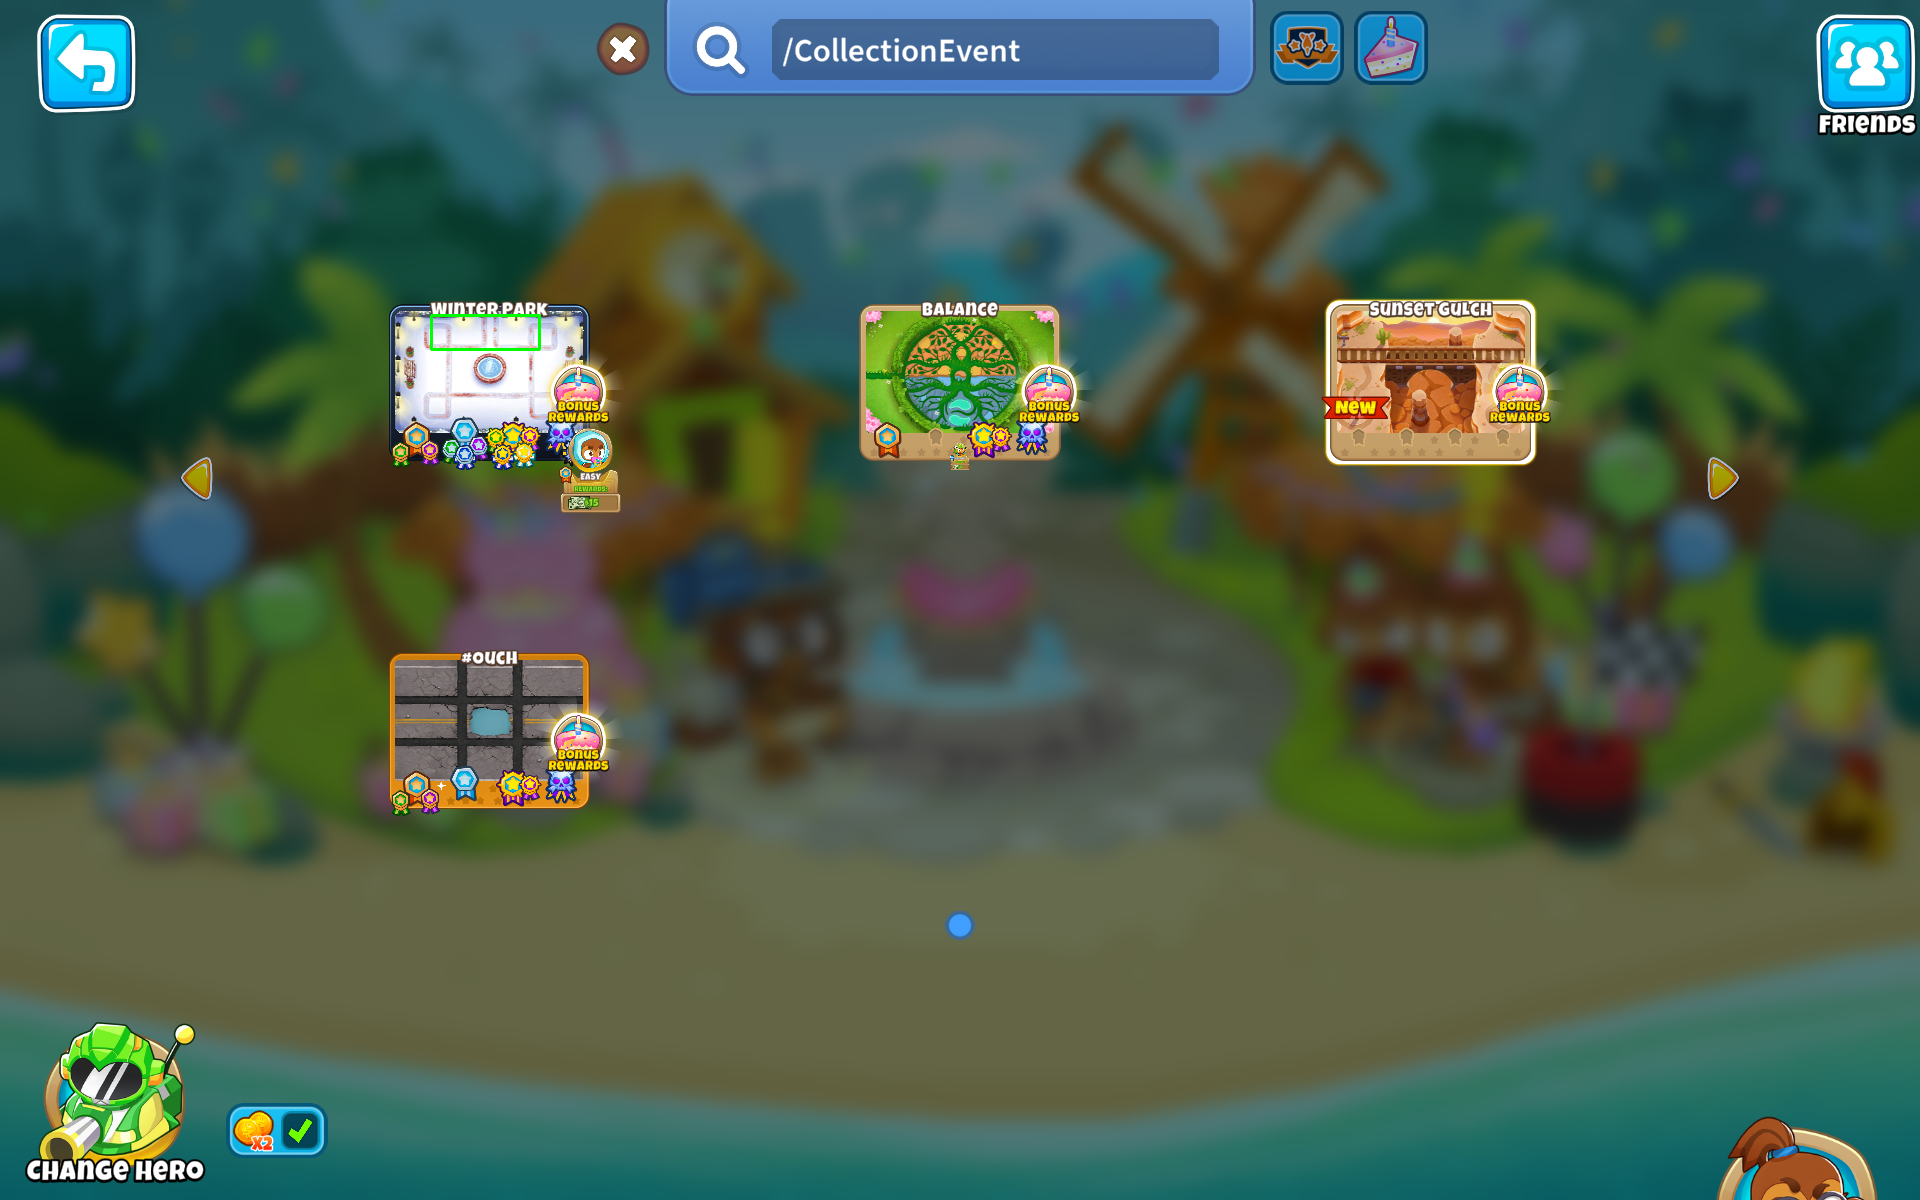 /CollectionEvent
FRIENDS
WINTER PARK
BONUS
REWARDS
EASY
REWARDS:
$15
BALANCE
BONUS
REWARDS
SUNSET GULCH
New
BONUS
REWARDS
#OUCH
BONUS
REWARDS
CHANGE HERO
X2